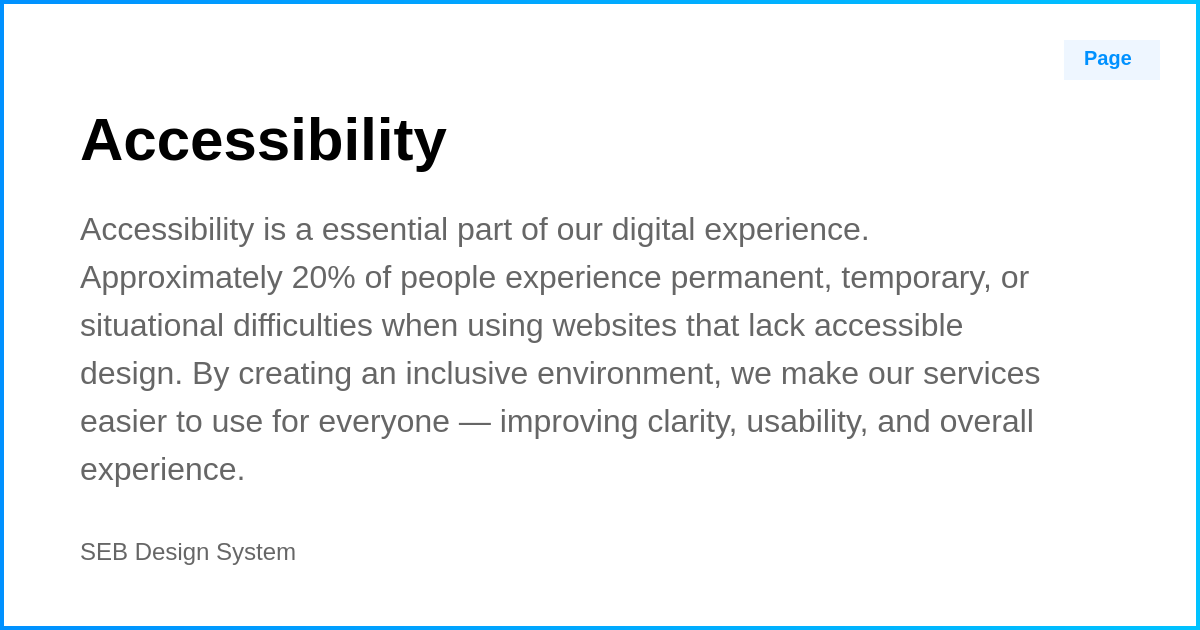 Page
Accessibility
Accessibility is a essential part of our digital experience.
Approximately 20% of people experience permanent, temporary, or
situational difficulties when using websites that lack accessible
design. By creating an inclusive environment, we make our services
easier to use for everyone — improving clarity, usability, and overall
experience.
SEB Design System